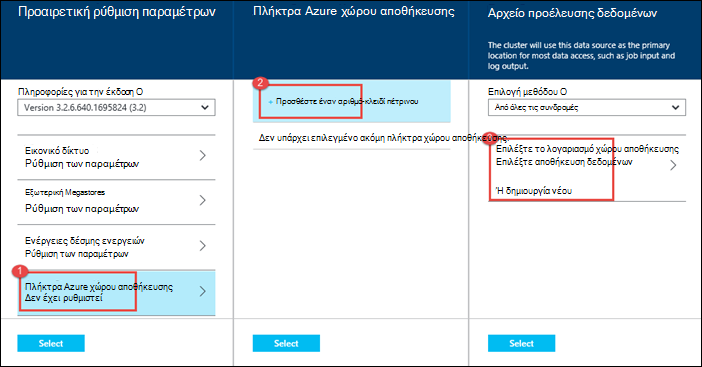 Προαιρετική ρύθμιση παραμέτρων
Πληροφορίες για την έκδοση Ο
Version 3.2.6.640.1695824 (3.2)
Εικονικό δίκτυο
Ρύθμιση των παραμέτρων
Εξωτερική Megastores
Ρύθμιση των παραμέτρων
Ενέργειες δέσμης ενεργειών
Ρύθμιση των παραμέτρων
1
Πλήκτρα Azure χώρου αποθήκευσης
Δεν έχει ρυθμιστεί
Select
Πλήκτρα Azure χώρου αποθήκευσης
2
+ Προσθέστε έναν αριθμό-κλειδί πέτρινου
Δεν υπάρχει επιλεγμένο ακόμη πλήκτρα χώρου αποθήκευσης.
Select
Αρχείο προέλευσης δεδομένων
The cluster will use this data source as the primary
location for most data access, such as job input and
log output.
Επιλογή μεθόδου Ο
Από όλες τις συνδρομές
Επιλέξτε το λογαριασμό χώρου αποθήκευσης
Επιλέξτε αποθήκευση δεδομένων
Ή δημιουργία νέου
Select